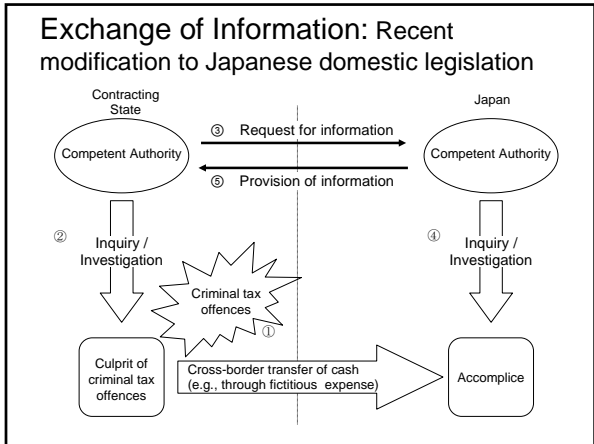 Exchange of Information: Recent
modification to Japanese domestic legislation
Contracting
State
Japan
Competent Authority
③ Request for information
Competent Authority
⑤ Provision of information
②
Inquiry /
Investigation
④
Inquiry /
Investigation
Criminal tax
offences
①
Culprit of
criminal tax
offences
Cross-border transfer of cash
(e.g., through fictitious expense)
Accomplice